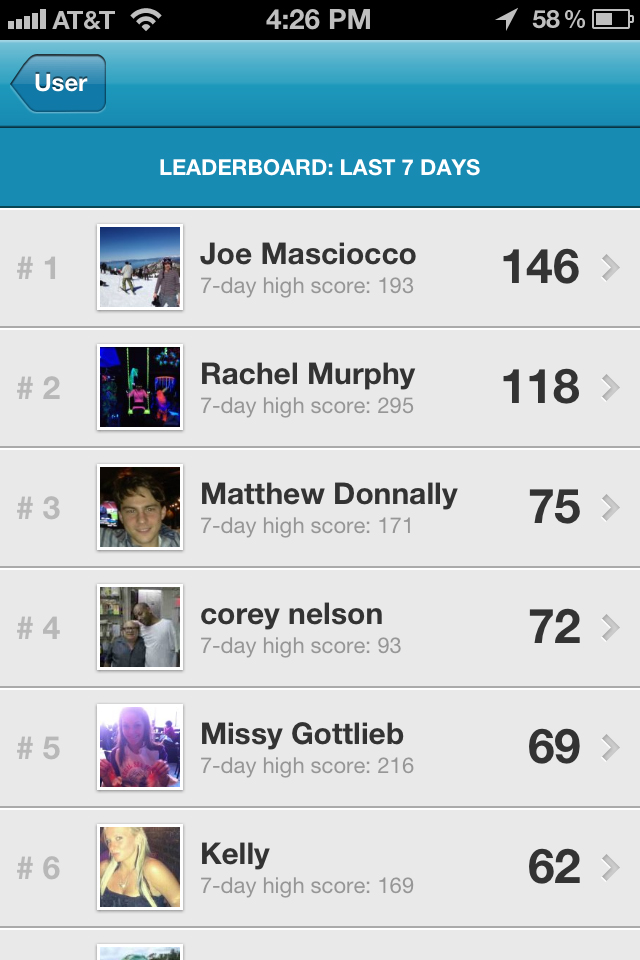 AT&T 4:26 PM 58 %
User
LEADERBOARD: LAST 7 DAYS
# 1 Joe Masciocco 146
7-day high score: 193
# 2 Rachel Murphy 118
7-day high score: 295
# 3 Matthew Donnally 75
7-day high score: 171
# 4 corey nelson 72
7-day high score: 93
# 5 Missy Gottlieb 69
7-day high score: 216
# 6 Kelly 62
7-day high score: 169